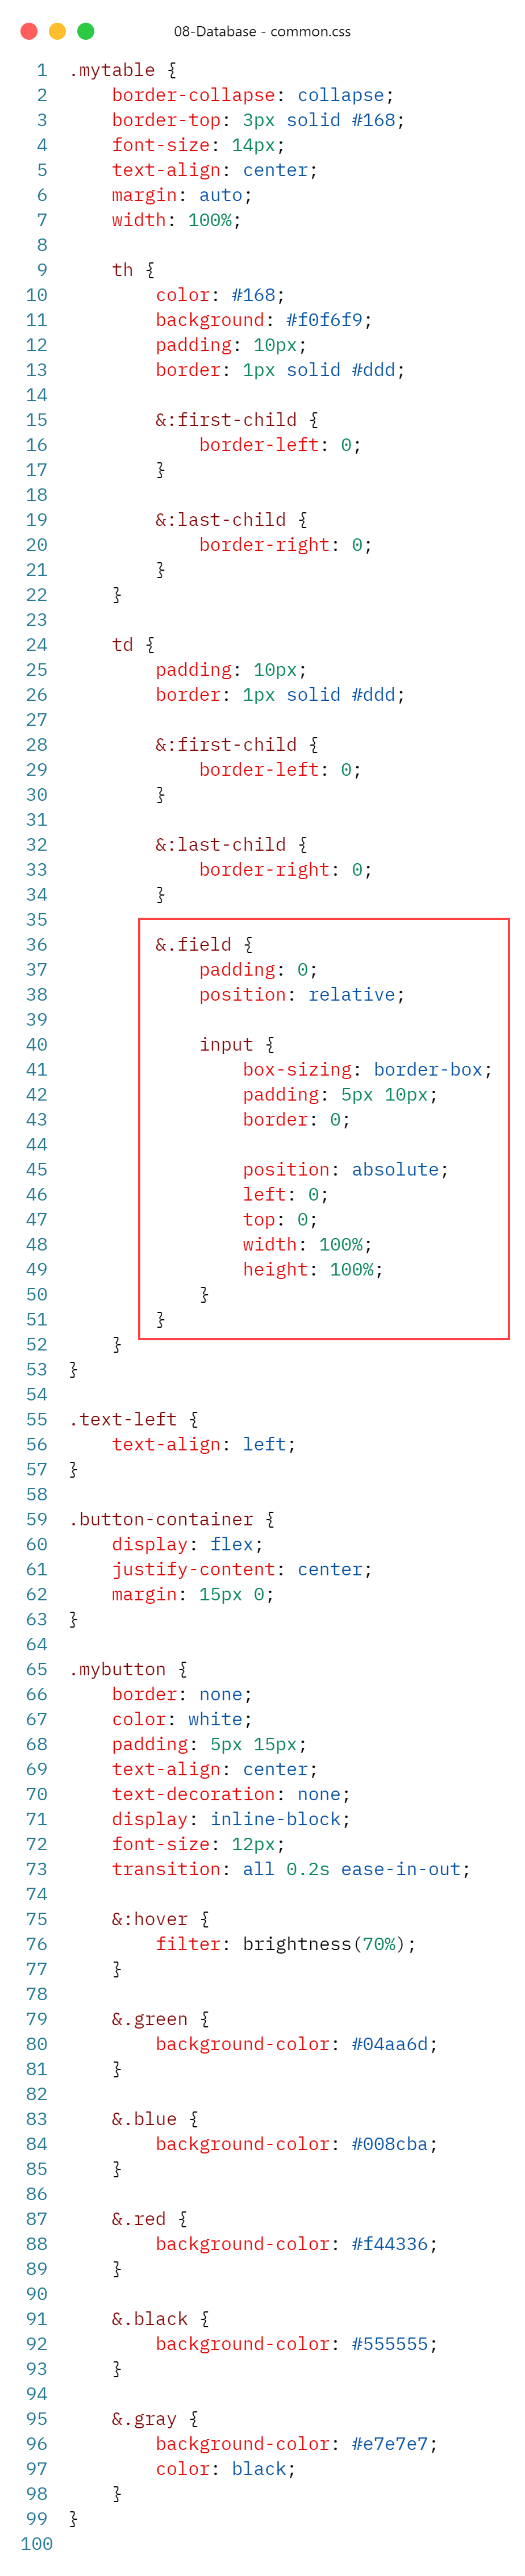 08-Database - common.css
1 .mytable {
2     border-collapse: collapse;
3     border-top: 3px solid #168;
4     font-size: 14px;
5     text-align: center;
6     margin: auto;
7     width: 100%;
8
9     th {
10         color: #168;
11         background: #f0f6f9;
12         padding: 10px;
13         border: 1px solid #ddd;
14
15         &:first-child {
16             border-left: 0;
17         }
18
19         &:last-child {
20             border-right: 0;
21         }
22     }
23
24     td {
25         padding: 10px;
26         border: 1px solid #ddd;
27
28         &:first-child {
29             border-left: 0;
30         }
31
32         &:last-child {
33             border-right: 0;
34         }
35
36         &.field {
37             padding: 0;
38             position: relative;
39
40             input {
41                 box-sizing: border-box;
42                 padding: 5px 10px;
43                 border: 0;
44
45                 position: absolute;
46                 left: 0;
47                 top: 0;
48                 width: 100%;
49                 height: 100%;
50             }
51         }
52     }
53 }
54
55 .text-left {
56     text-align: left;
57 }
58
59 .button-container {
60     display: flex;
61     justify-content: center;
62     margin: 15px 0;
63 }
64
65 .mybutton {
66     border: none;
67     color: white;
68     padding: 5px 15px;
69     text-align: center;
70     text-decoration: none;
71     display: inline-block;
72     font-size: 12px;
73     transition: all 0.2s ease-in-out;
74
75     &:hover {
76         filter: brightness(70%);
77     }
78
79     &.green {
80         background-color: #04aa6d;
81     }
82
83     &.blue {
84         background-color: #008cba;
85     }
86
87     &.red {
88         background-color: #f44336;
89     }
90
91     &.black {
92         background-color: #555555;
93     }
94
95     &.gray {
96         background-color: #e7e7e7;
97         color: black;
98     }
99 }
100